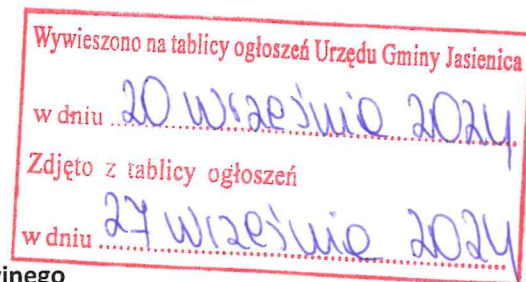 Wywieszono na tablicy ogłoszeń Urzędu Gminy Jasienica
w dniu 20 września 2024
Zdjęto z tablicy ogłoszeń
w dniu 27 września 2024